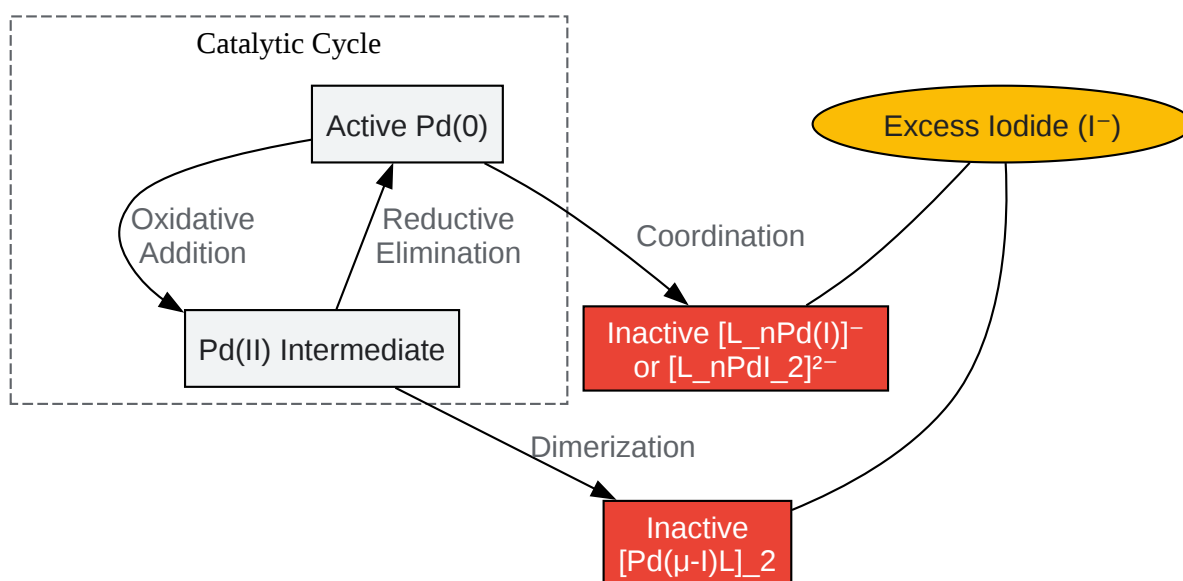 Catalytic Cycle
Active Pd(0)
Excess Iodide (I⁻)
Oxidative
Addition
Reductive
Elimination
Coordination
Pd(II) Intermediate
Inactive [L_nPd(I)]⁻
or [L_nPdI_2]²⁻
Dimerization
Inactive
[Pd(μ-I)L]_2